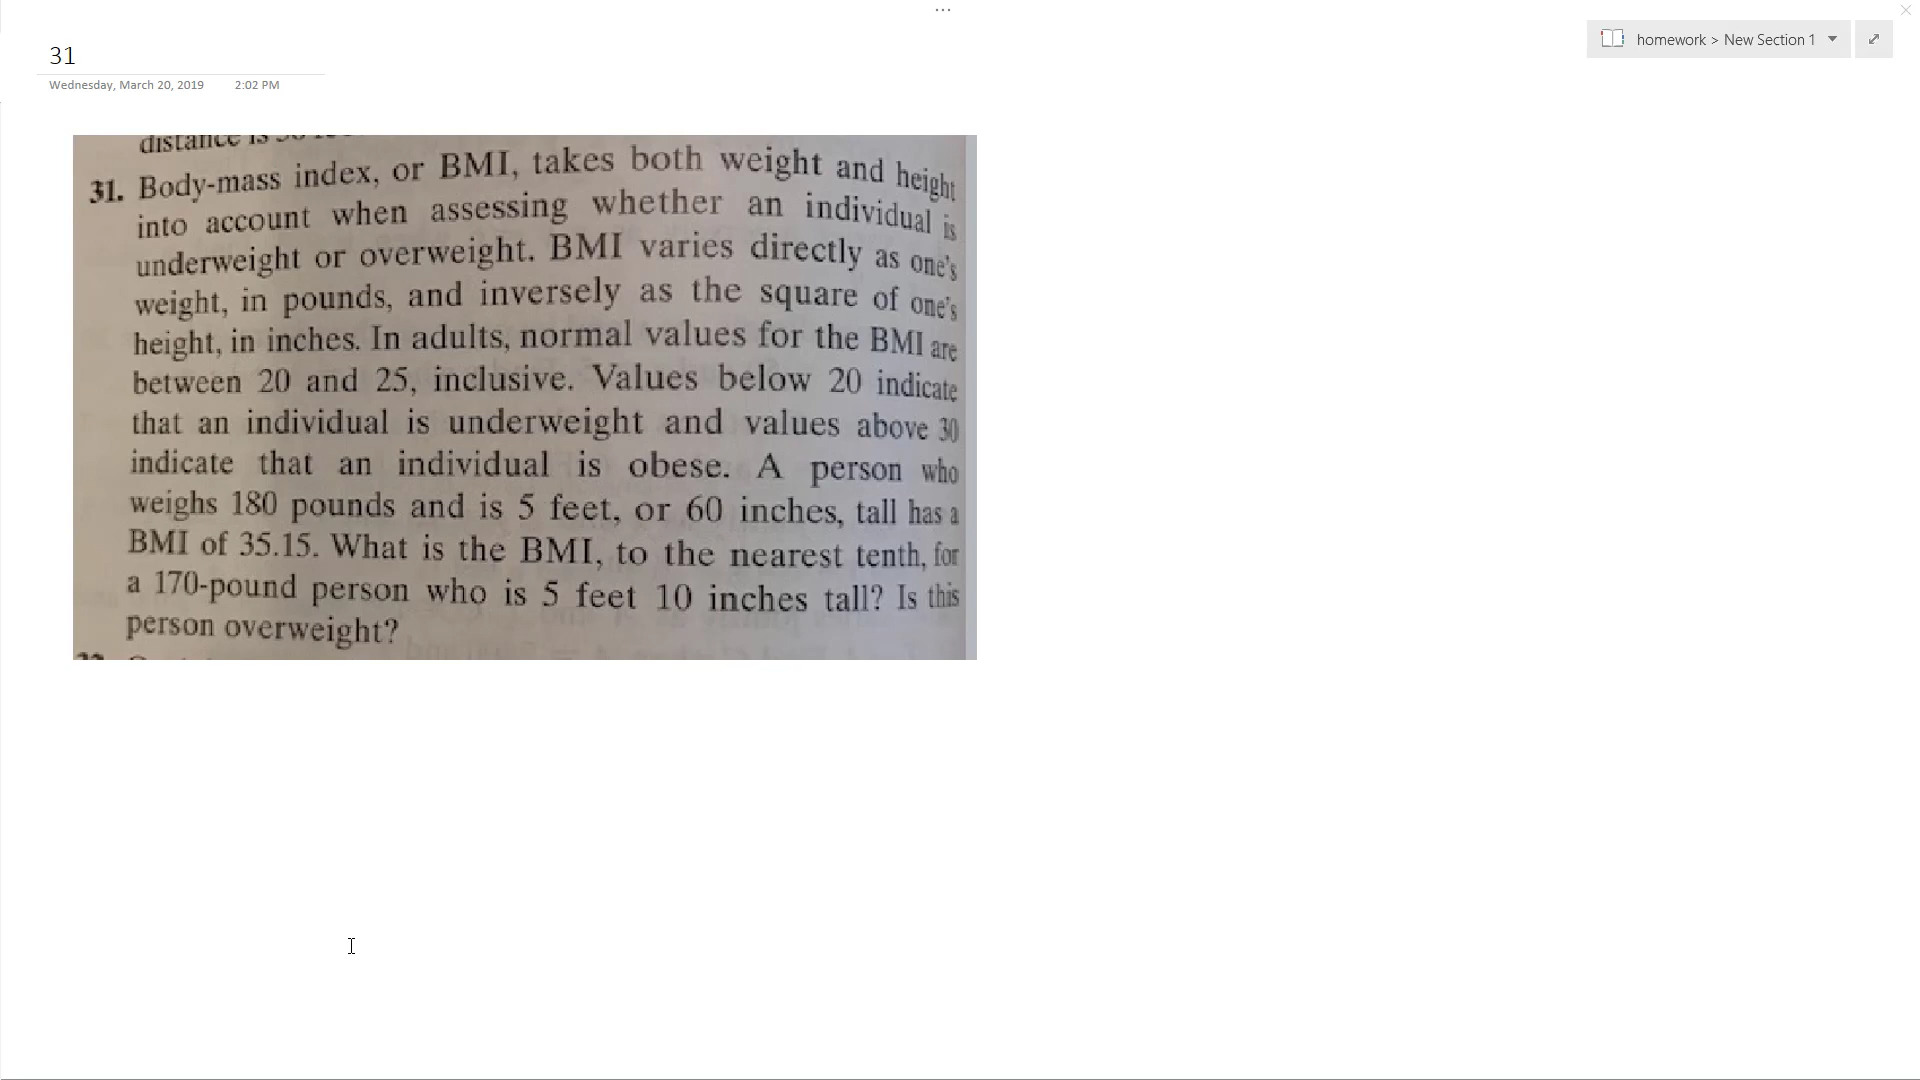 ...
31
homework > New Section 1
Wednesday, March 20, 2019 2:02 PM
distance is
31. Body-mass index, or BMI, takes both weight and height
into account when assessing whether an individual is
underweight or overweight. BMI varies directly as one's
weight, in pounds, and inversely as the square of one's
height, in inches. In adults, normal values for the BMI are
between 20 and 25, inclusive. Values below 20 indicate
that an individual is underweight and values above 30
indicate that an individual is obese. A person who
weighs 180 pounds and is 5 feet, or 60 inches, tall has a
BMI of 35.15. What is the BMI, to the nearest tenth, for
a 170-pound person who is 5 feet 10 inches tall? Is this
person overweight?